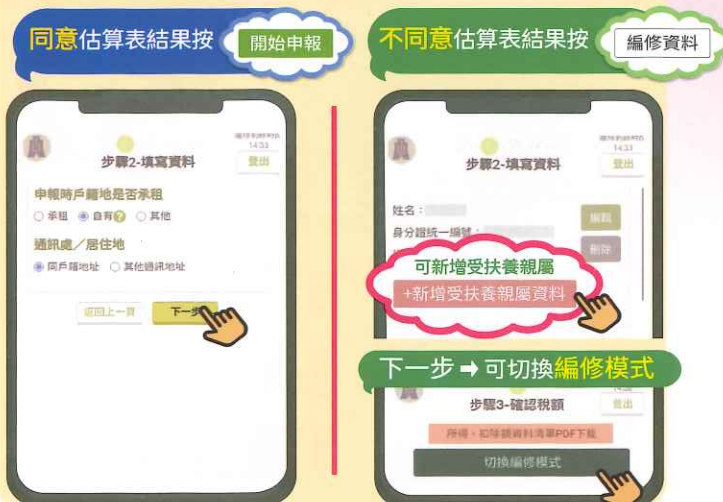 同意估算表結果按 開始申報
步驟2-填寫資料
14:33
登出
申報時戶籍地是否承租
承租 自有 ? 其他
通訊處／居住地
同戶籍地址 其他通訊地址
返回上一頁 下一步
不同意估算表結果按 編修資料
步驟2-填寫資料
14:33
登出
姓名：
編輯
身分證統一編號：
刪除
可新增受扶養親屬
+新增受扶養親屬資料
下一步➡可切換編修模式
步驟3-確認稅額
登出
所得、扣除額資料清單PDF下載
切換編修模式